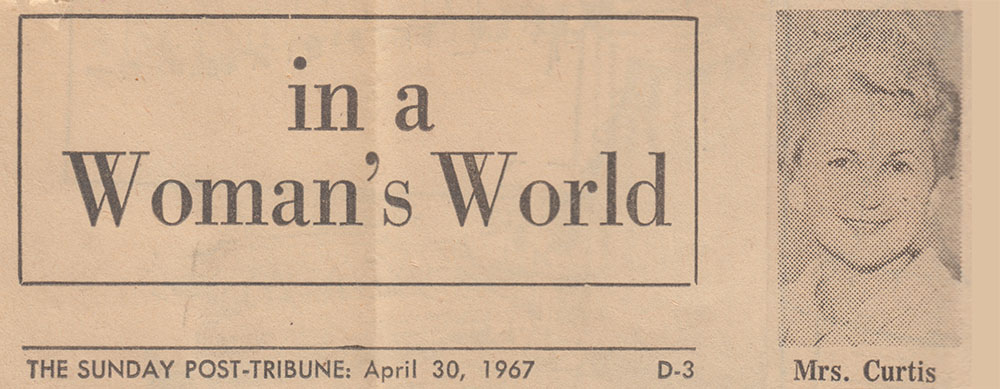 in a
Woman's World
THE SUNDAY POST-TRIBUNE: April 30, 1967 D-3
Mrs. Curtis